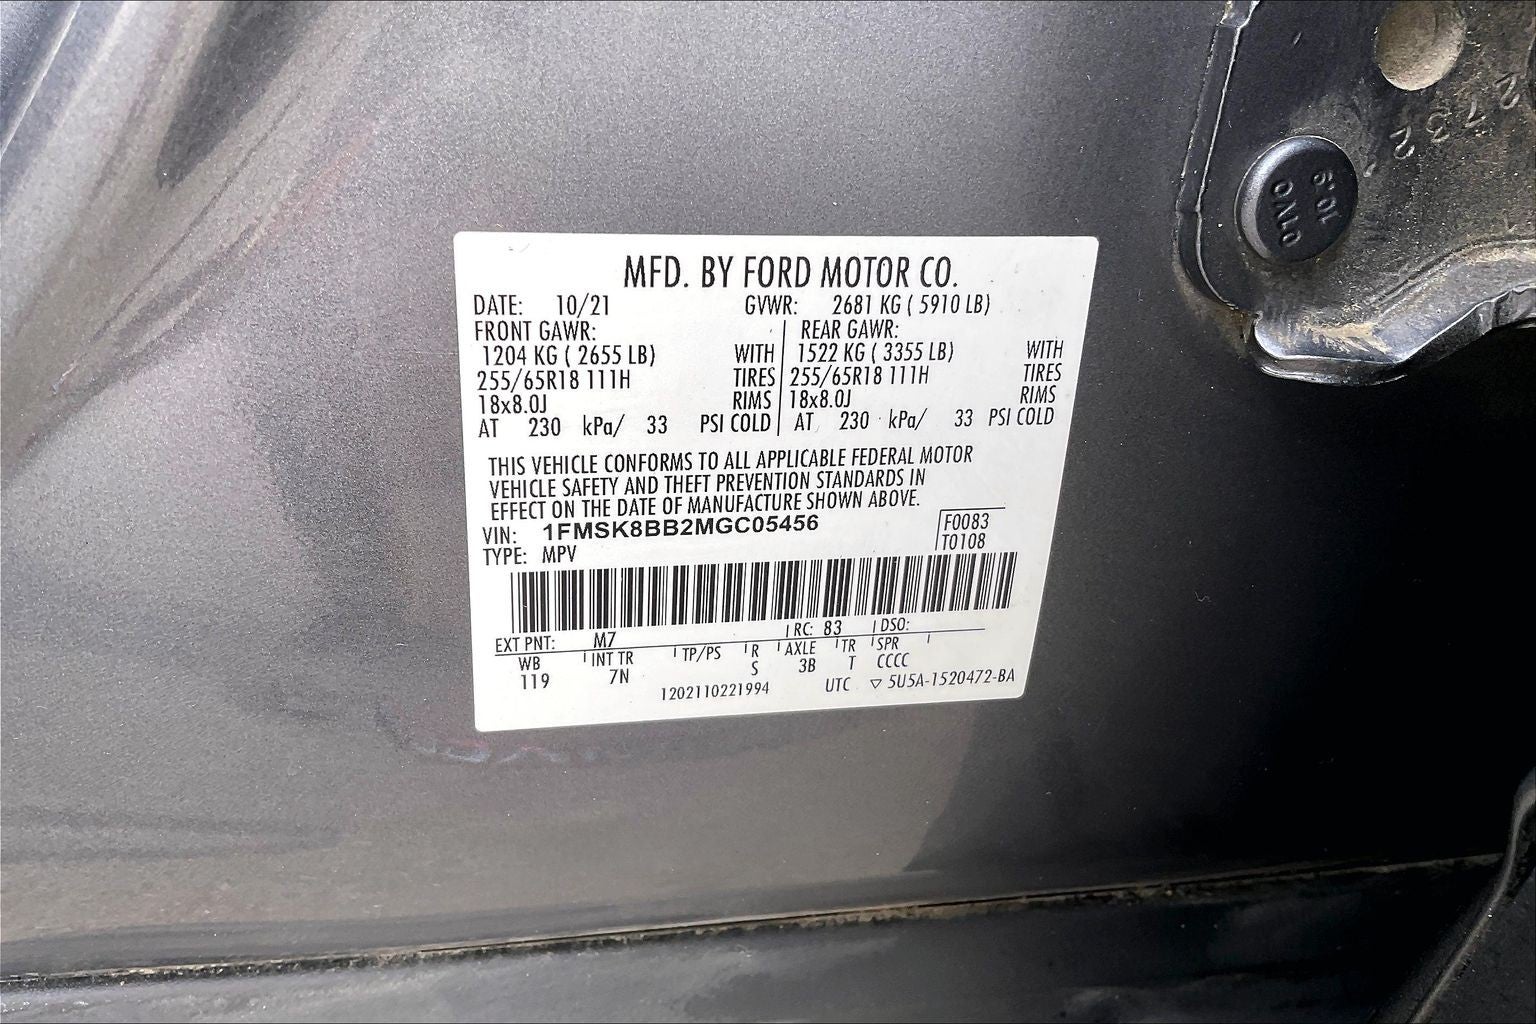 2732
10.9
OTVO
MFD. BY FORD MOTOR CO.
DATE: 10/21 GVWR: 2681 KG ( 5910 LB)
FRONT GAWR: REAR GAWR:
1204 KG ( 2655 LB) WITH 1522 KG ( 3355 LB) WITH
255/65R18 111H TIRES 255/65R18 111H TIRES
18x8.0J RIMS 18x8.0J RIMS
AT 230 kPa/ 33 PSI COLD AT 230 kPa/ 33 PSI COLD
THIS VEHICLE CONFORMS TO ALL APPLICABLE FEDERAL MOTOR
VEHICLE SAFETY AND THEFT PREVENTION STANDARDS IN
EFFECT ON THE DATE OF MANUFACTURE SHOWN ABOVE.
VIN: 1FMSK8BB2MGC05456 F0083
TYPE: MPV T0108
EXT PNT: M7 RC: 83 DSO:
WB INT TR TP/PS R AXLE TR SPR
119 7N S 3B T CCCC
1202110221994 UTC ▽ 5U5A-1520472-BA